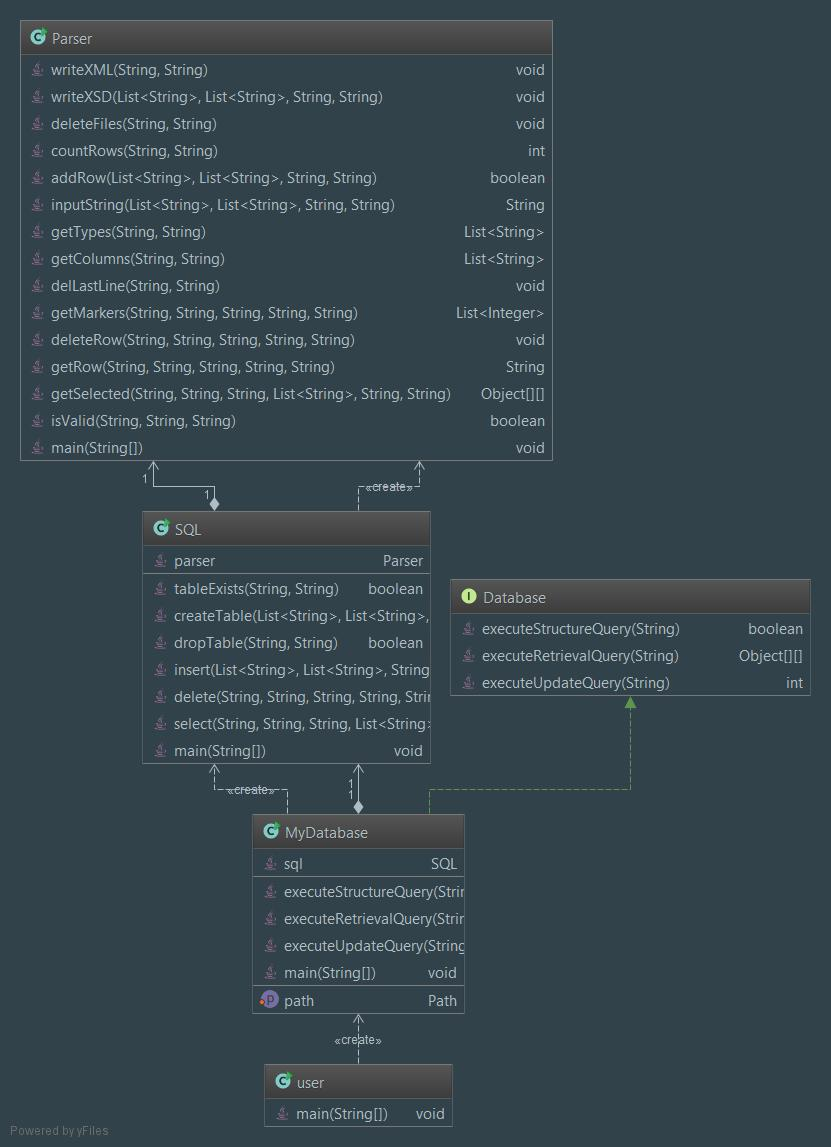 Parser
writeXML(String, String) void
writeXSD(List<String>, List<String>, String, String) void
deleteFiles(String, String) void
countRows(String, String) int
addRow(List<String>, List<String>, String, String) boolean
inputString(List<String>, List<String>, String, String) String
getTypes(String, String) List<String>
getColumns(String, String) List<String>
delLastLine(String, String) void
getMarkers(String, String, String, String, String) List<Integer>
deleteRow(String, String, String, String, String) void
getRow(String, String, String, String, String) String
getSelected(String, String, String, List<String>, String, String) Object[][]
isValid(String, String, String) boolean
main(String[]) void
1
1
«create»
SQL
parser Parser
tableExists(String, String) boolean
createTable(List<String>, List<String>,
dropTable(String, String) boolean
insert(List<String>, List<String>, String
delete(String, String, String, String, Stri
select(String, String, String, List<String>
main(String[]) void
Database
executeStructureQuery(String) boolean
executeRetrievalQuery(String) Object[][]
executeUpdateQuery(String) int
«create»
1
1
MyDatabase
sql SQL
executeStructureQuery(Strin
executeRetrievalQuery(Strin
executeUpdateQuery(String
main(String[]) void
path Path
«create»
user
main(String[]) void
Powered by yFiles